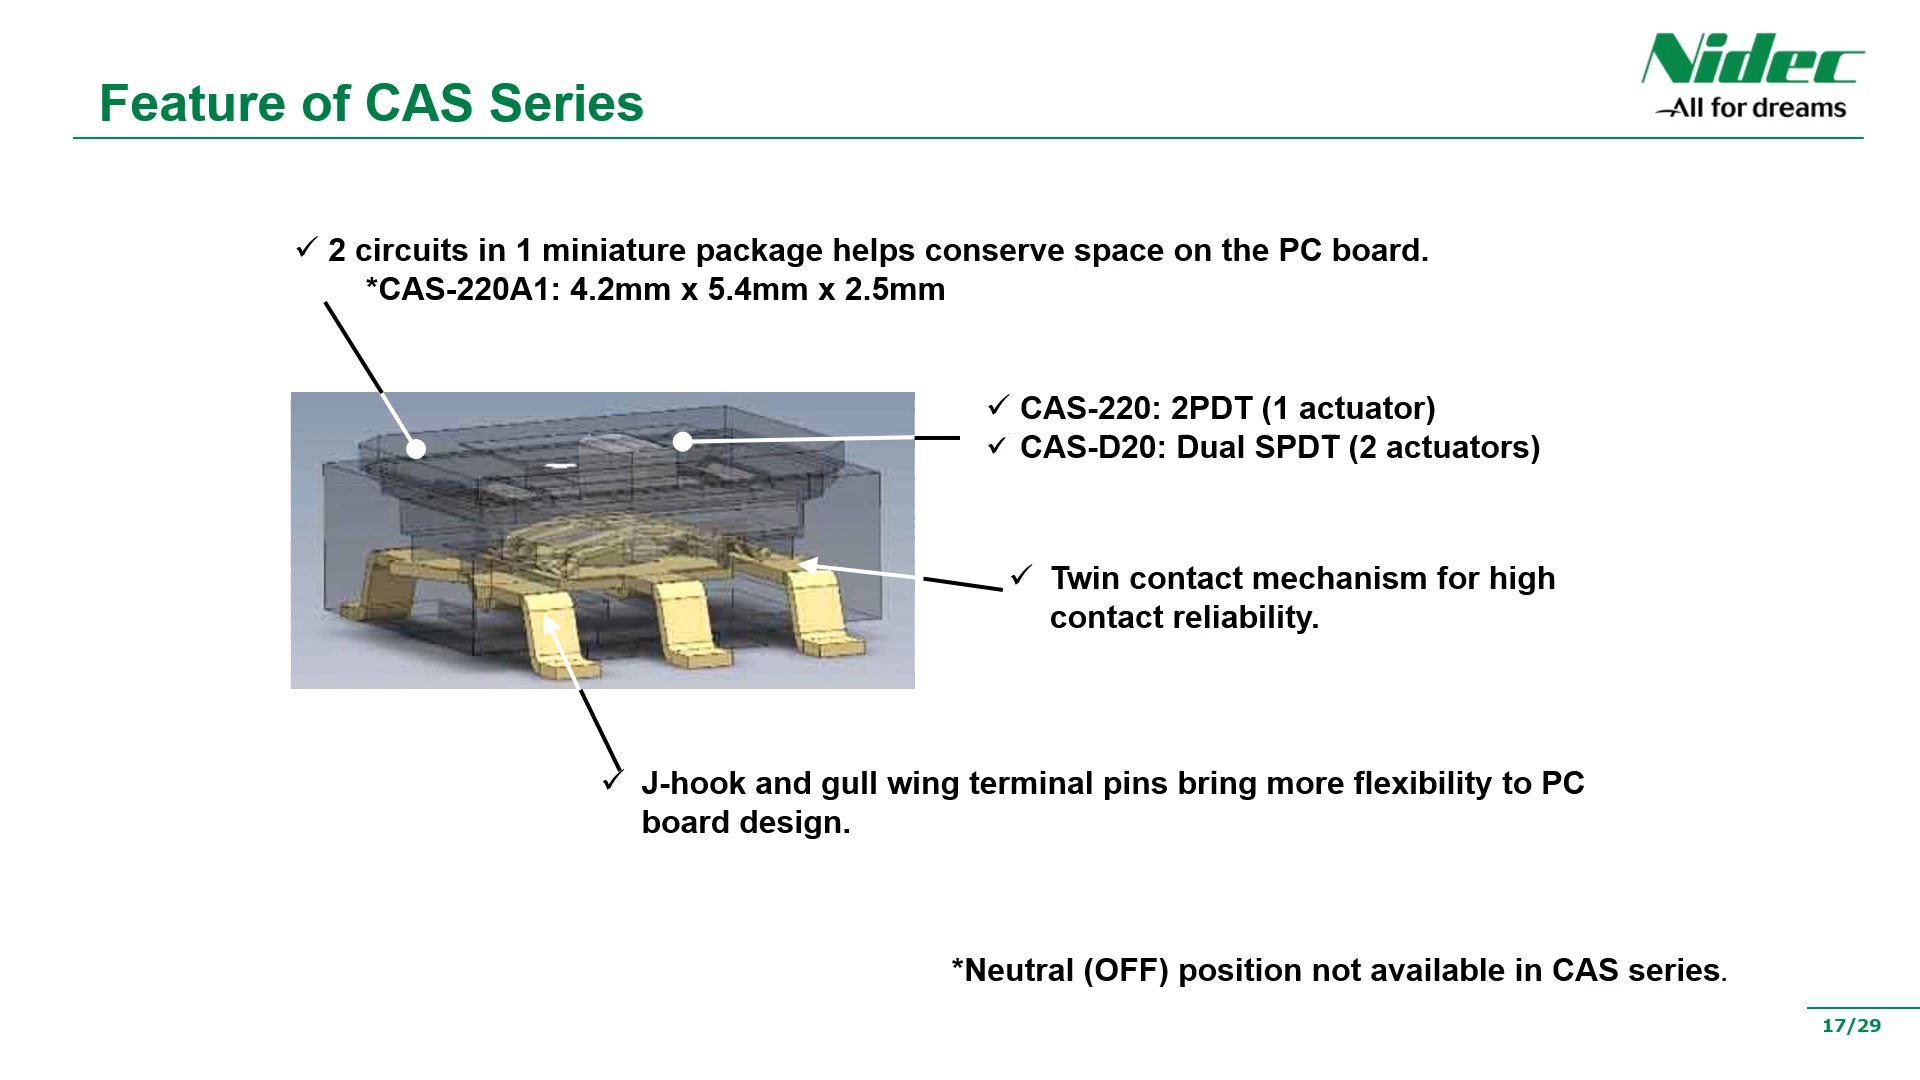 Feature of CAS Series
Nidec
All for dreams
✓ 2 circuits in 1 miniature package helps conserve space on the PC board.
*CAS-220A1: 4.2mm x 5.4mm x 2.5mm
✓ CAS-220: 2PDT (1 actuator)
✓ CAS-D20: Dual SPDT (2 actuators)
✓ Twin contact mechanism for high
contact reliability.
✓ J-hook and gull wing terminal pins bring more flexibility to PC
board design.
*Neutral (OFF) position not available in CAS series.
17/29